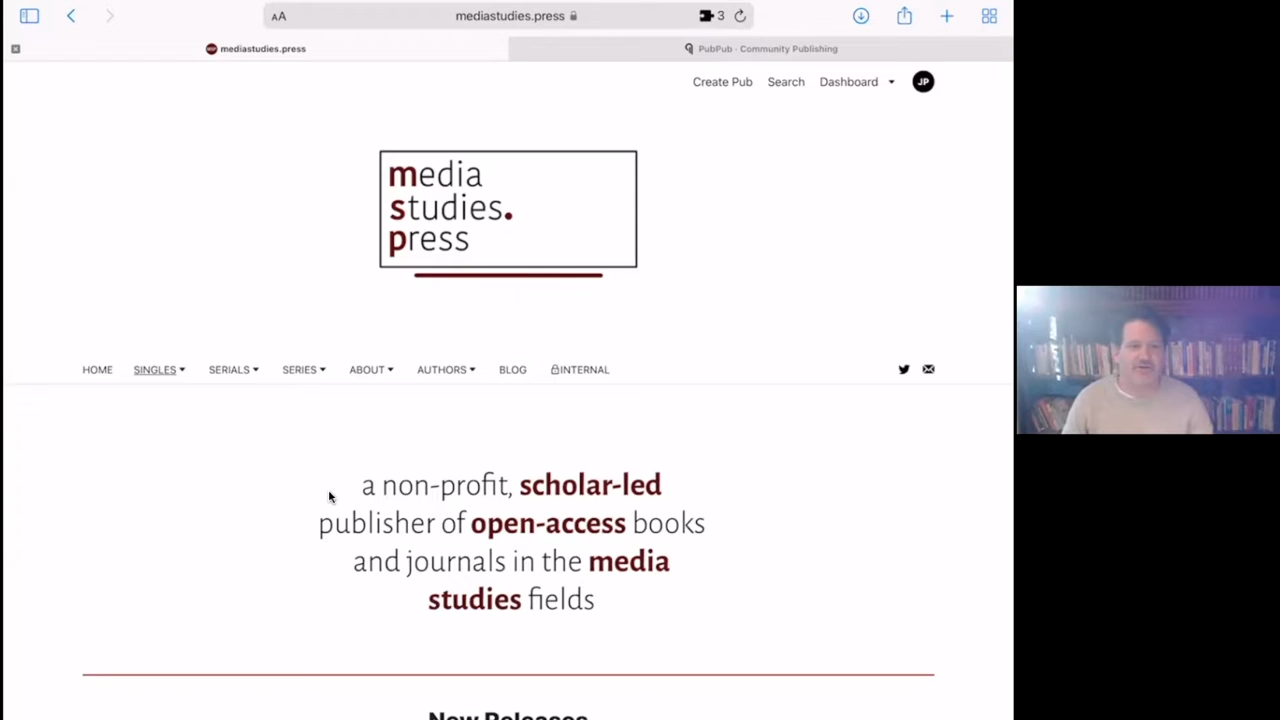 AA
mediastudies.press
3
mediastudies.press
PubPub · Community Publishing
Create Pub
Search
Dashboard
JP
media
studies.
press
HOME
SINGLES
SERIALS
SERIES
ABOUT
AUTHORS
BLOG
INTERNAL
a non-profit, scholar-led
publisher of open-access books
and journals in the media
studies fields
New Releases